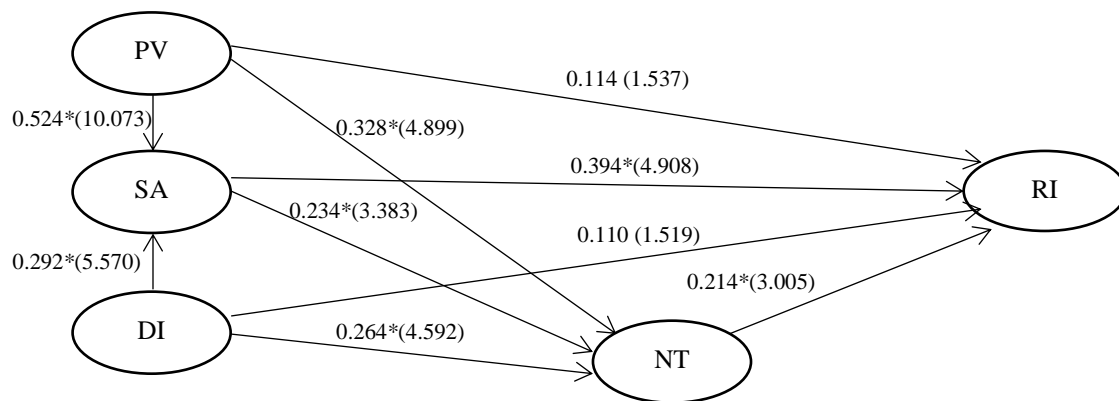 PV
0.114 (1.537)
0.524*(10.073)
0.328*(4.899)
SA
0.394*(4.908)
RI
0.234*(3.383)
0.110 (1.519)
0.292*(5.570)
0.214*(3.005)
DI
0.264*(4.592)
NT